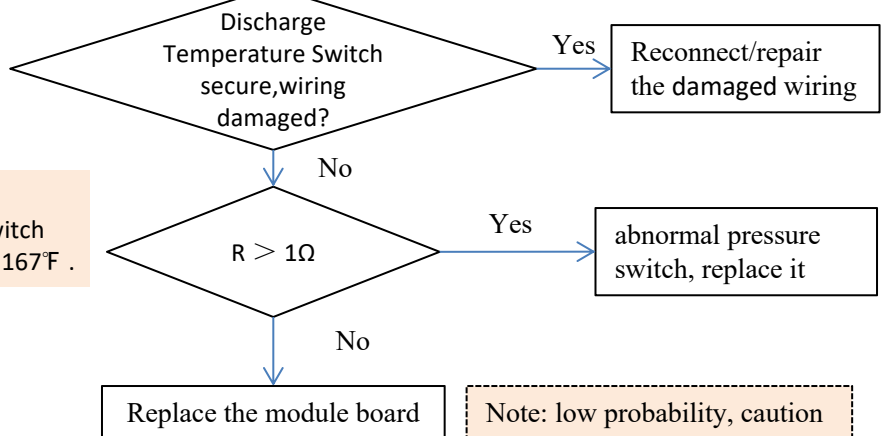 Discharge
Temperature Switch
secure,wiring
damaged?
Yes
Reconnect/repair
the damaged wiring
No
witch
167℉ .
R > 1Ω
Yes
abnormal pressure
switch, replace it
No
Replace the module board
Note: low probability, caution